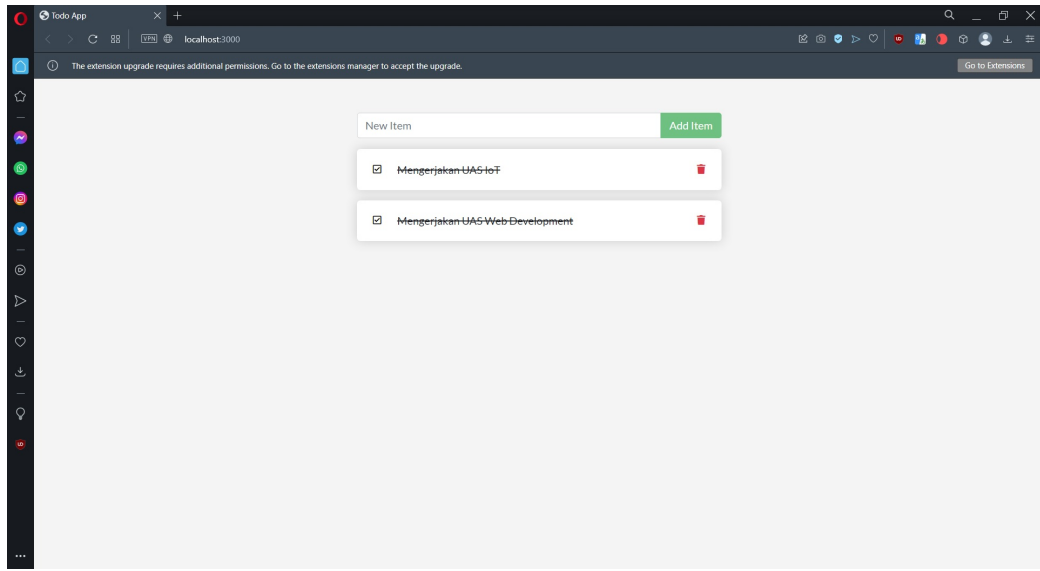 Todo App
VPN
localhost:3000
The extension upgrade requires additional permissions. Go to the extensions manager to accept the upgrade.
Go to Extensions
New Item
Add Item
Mengerjakan UAS IoT
Mengerjakan UAS Web Development